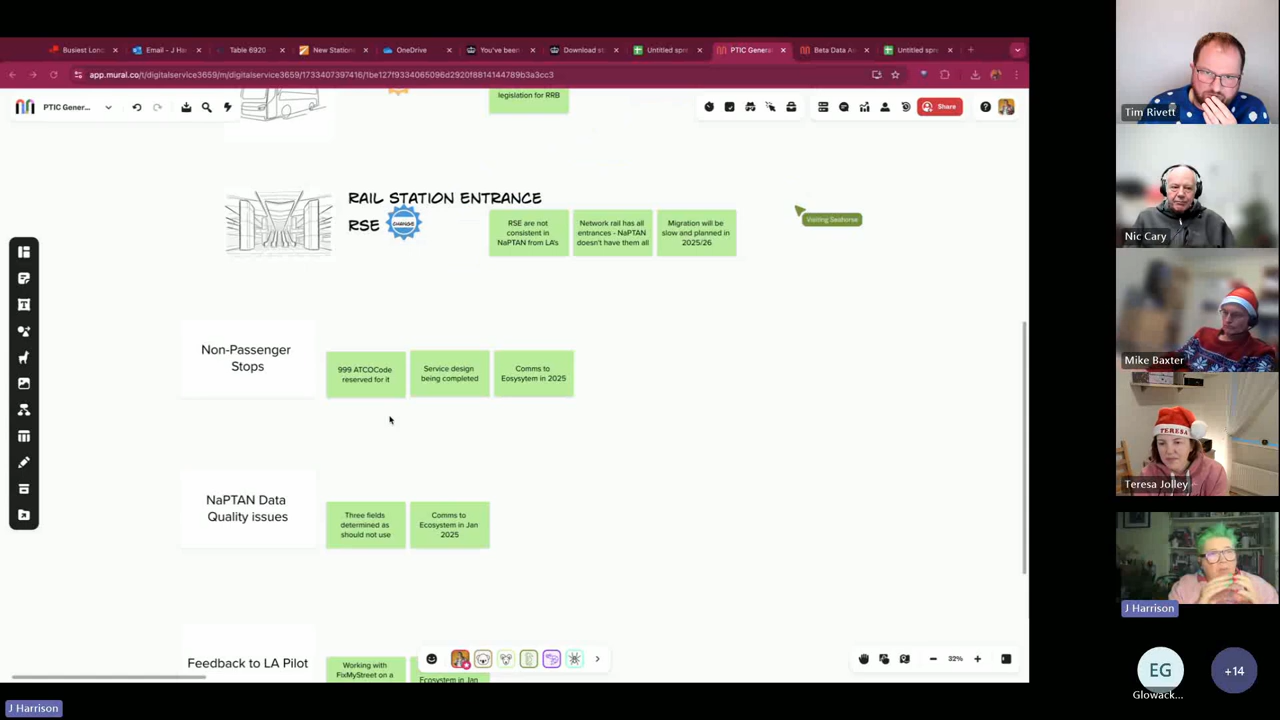 Busiest Lon
Email - J Ha
Table 6920
New Station
OneDrive
You've been
Download st
Untitled spre
PTIC Genera
Beta Data A
Untitled spre
app.mural.co/t/digitalservice3659/m/digitalservice3659/1733407397416/1be127f9334065096d2920f8814144789b3a3cc3
PTIC Gener...
Share
legislation for RRB
RAIL STATION ENTRANCE
RSE
CHANGE
RSE are not
consistent in
NaPTAN from LA's
Network rail has all
entrances - NaPTAN
doesn't have them all
Migration will be
slow and planned in
2025/26
Visiting Seahorse
Non-Passenger
Stops
999 ATCOCode
reserved for it
Service design
being completed
Comms to
Ecosysytem in 2025
NaPTAN Data
Quality issues
Three fields
determined as
should not use
Comms to
Ecosystem in Jan
2025
Feedback to LA Pilot
Working with
FixMyStreet on a
Ecosystem in Jan
32%
J Harrison
Tim Rivett
Nic Cary
Mike Baxter
TERESA
Teresa Jolley
J Harrison
EG
Glowack...
+14